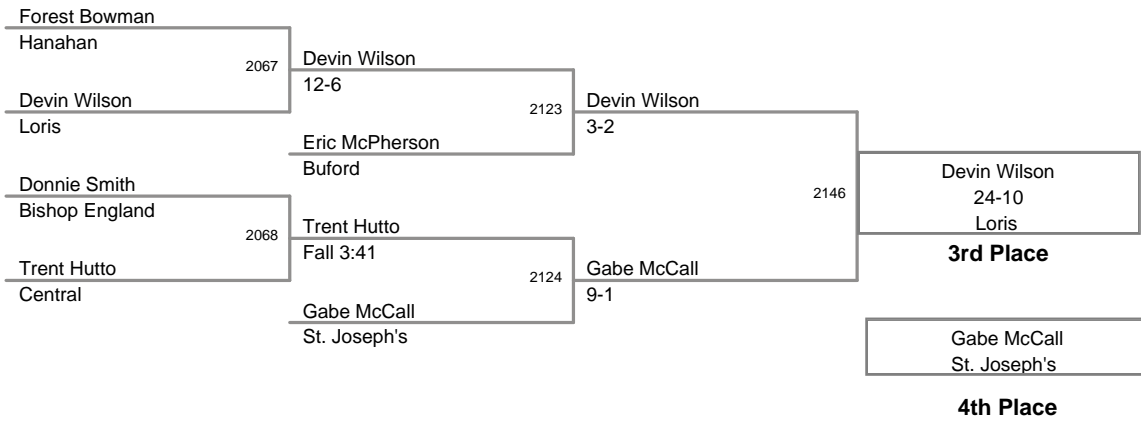 Forest Bowman
Hanahan
2067
Devin Wilson
12-6
Devin Wilson
Loris
2123
Devin Wilson
3-2
Eric McPherson
Buford
Donnie Smith
Bishop England
2068
Trent Hutto
Fall 3:41
Trent Hutto
Central
2124
Gabe McCall
9-1
Gabe McCall
St. Joseph's
2146
Devin Wilson
24-10
Loris
3rd Place
Gabe McCall
St. Joseph's
4th Place